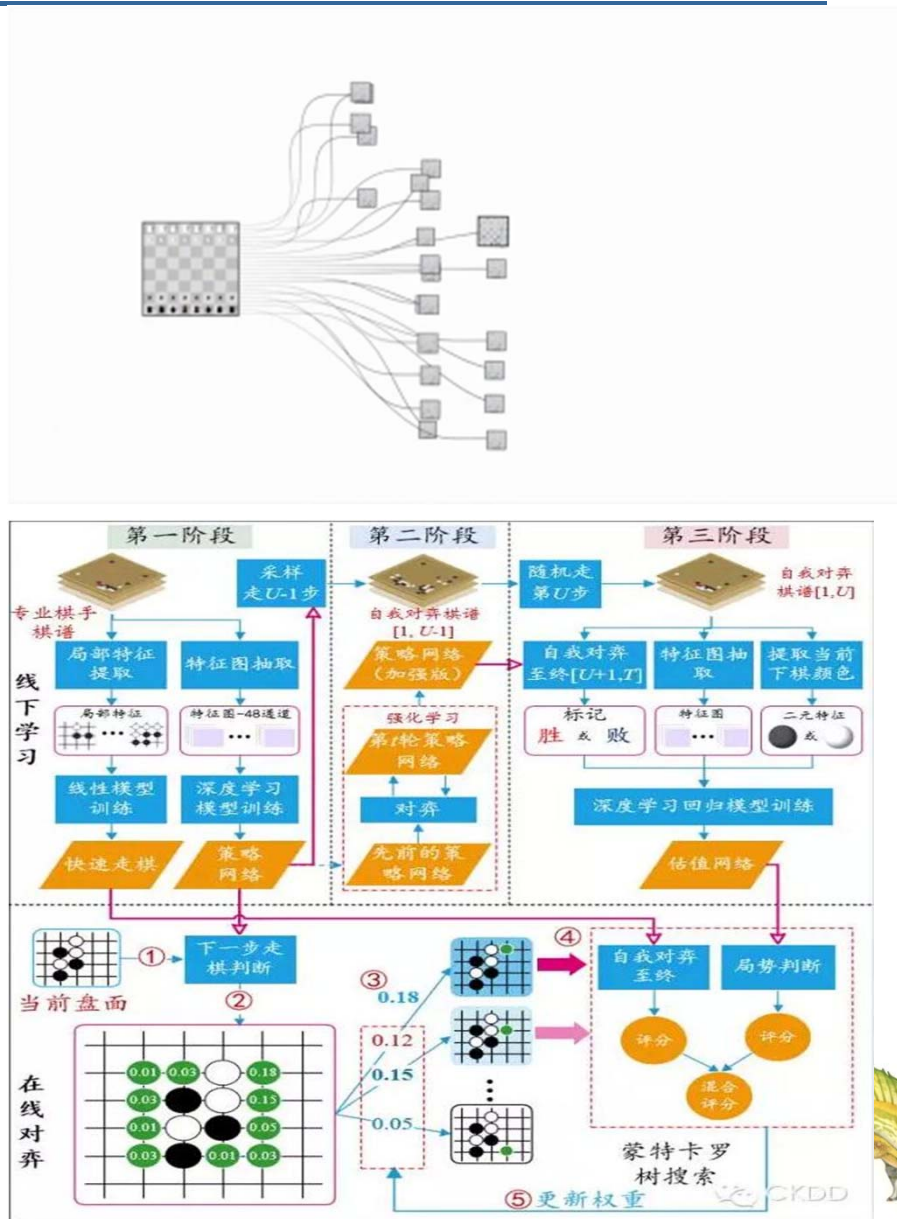 第一阶段
第二阶段
第三阶段
专业棋手
棋谱
采样
走U-1步
自我对弈棋谱
[1, U-1]
随机走
第U步
自我对弈
棋谱[1,U]
线下学习
局部特征
提取
特征图抽取
局部特征
特征图-48通道
线性模型
训练
深度学习
模型训练
快速走棋
策略
网络
策略网络
(加强版)
强化学习
第t轮策略
网络
对弈
先前的策
略网络
自我对弈
至终[U+1,T]
特征图抽
取
提取当前
下棋颜色
标记
胜 或 败
特征图
二元特征
或
深度学习回归模型训练
估值网络
在线对弈
当前盘面
①
下一步走
棋判断
②
0.01 0.03 0.18
0.03 0.15
0.01 0.05
0.03 0.01 0.03
③
0.18
0.12
0.15
0.05
④
自我对弈
至终
局势判断
评分
评分
混合
评分
蒙特卡罗
树搜索
⑤更新权重
CKDD